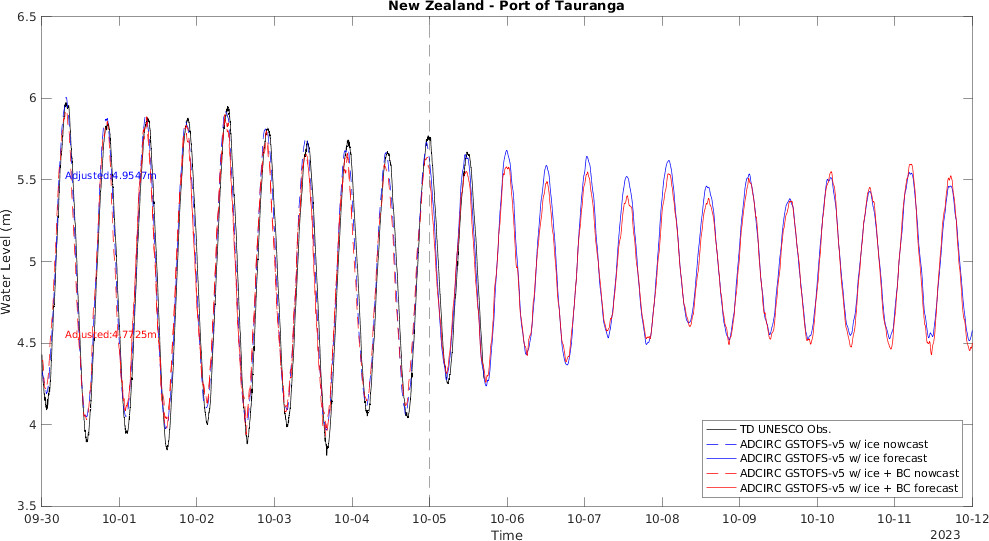 New Zealand - Port of Tauranga
6.5
6
5.5
5
4.5
4
3.5
Water Level (m)
Adjusted:4.9547m
Adjusted:4.7725m
TD UNESCO Obs.
ADCIRC GSTOFS-v5 w/ ice nowcast
ADCIRC GSTOFS-v5 w/ ice forecast
ADCIRC GSTOFS-v5 w/ ice + BC nowcast
ADCIRC GSTOFS-v5 w/ ice + BC forecast
09-30 10-01 10-02 10-03 10-04 10-05 10-06 10-07 10-08 10-09 10-10 10-11 10-12
Time
2023